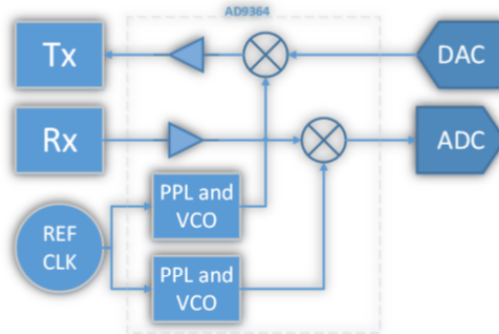 AD9364
Tx
DAC
Rx
ADC
PPL and
VCO
REF
CLK
PPL and
VCO